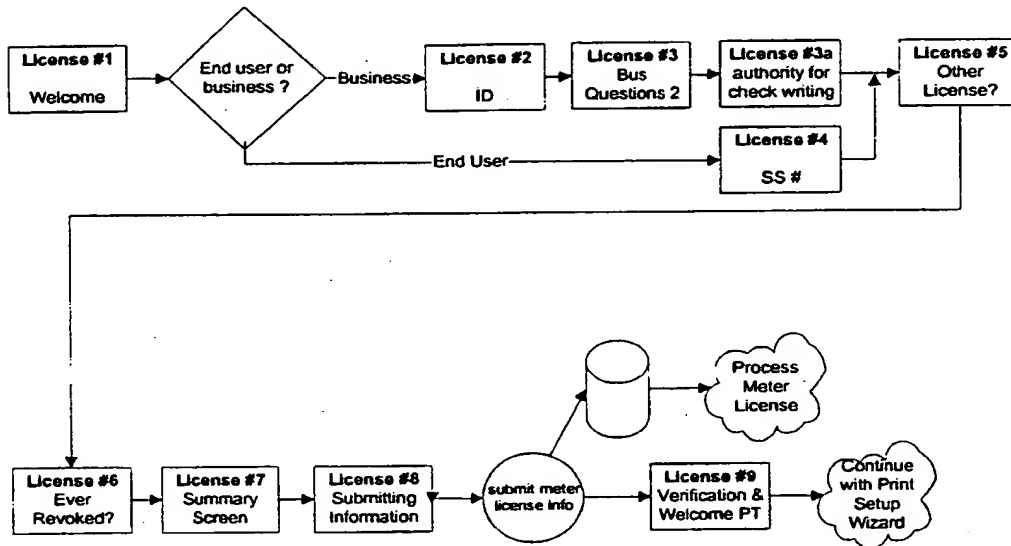 License #1
Welcome
End user or
business ?
Business
License #2
ID
License #3
Bus
Questions 2
License #3a
authority for
check writing
License #5
Other
License?
End User
License #4
SS #
Process
Meter
License
License #6
Ever
Revoked?
License #7
Summary
Screen
License #8
Submitting
Information
submit meter
license info
License #9
Verification &
Welcome PT
Continue
with Print
Setup
Wizard